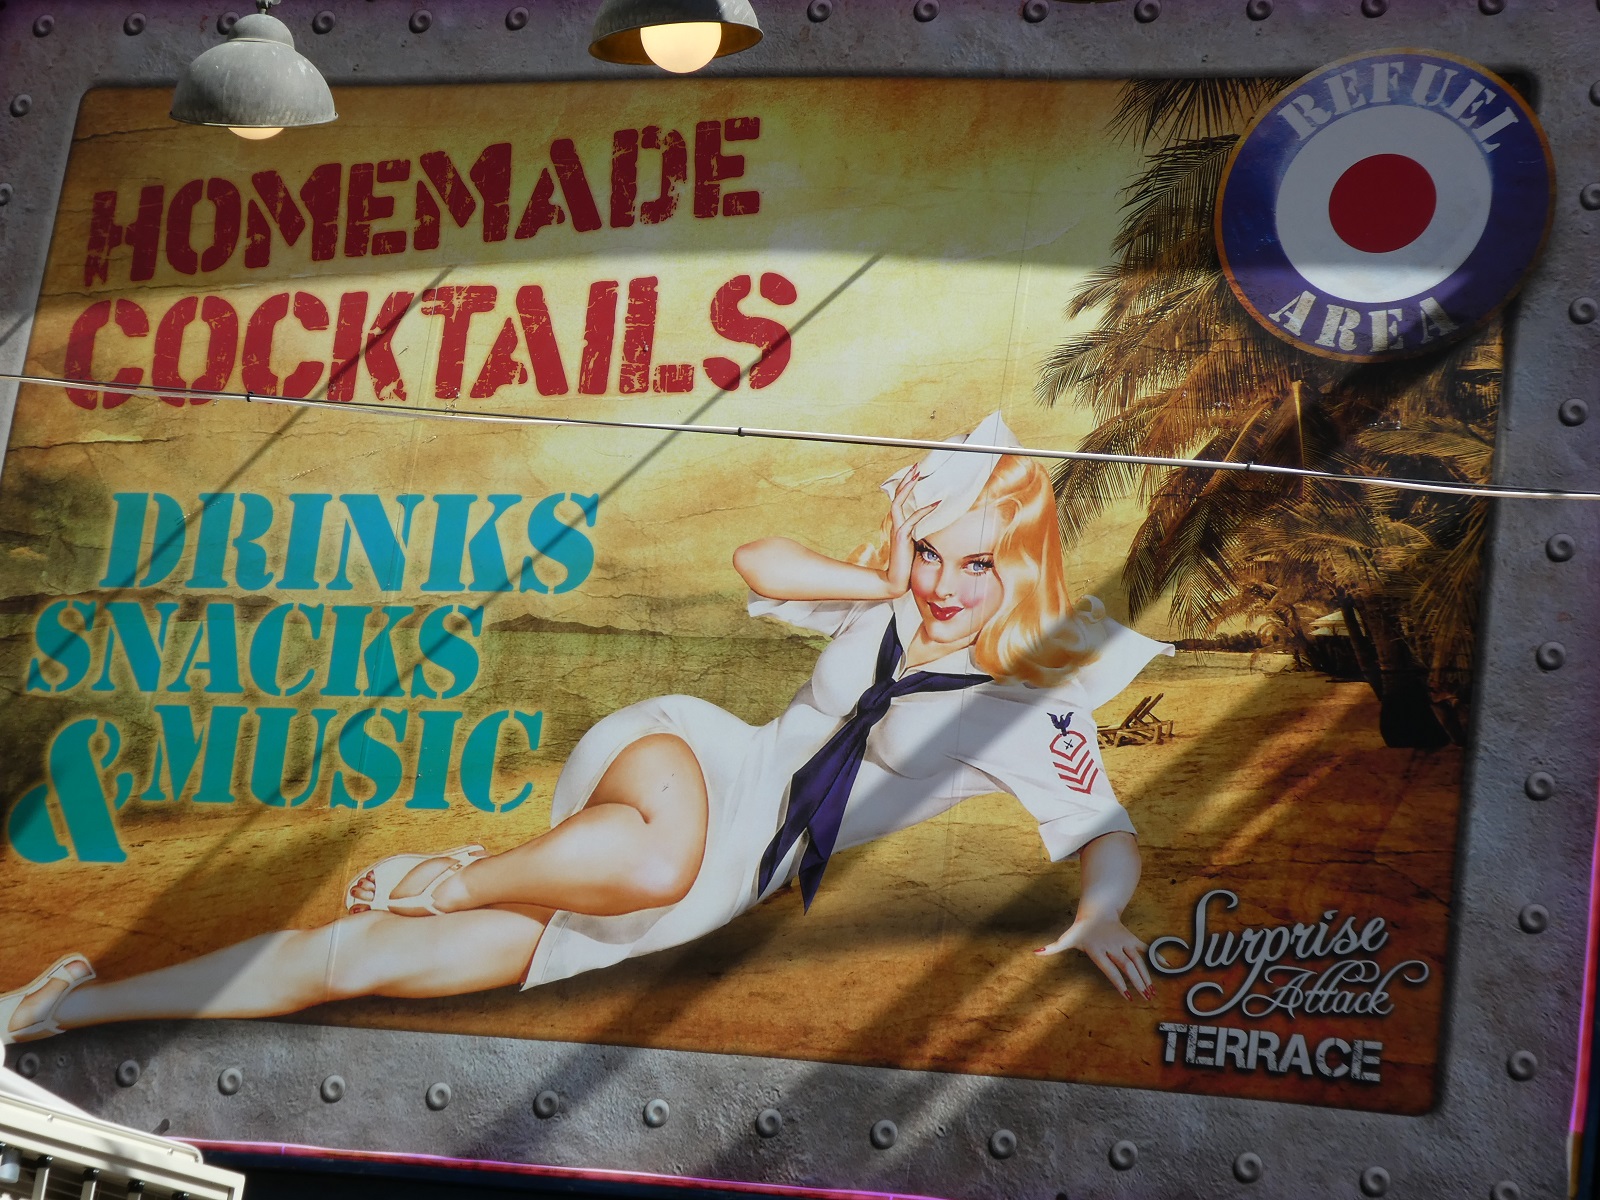 HOMEMADE
COCKTAILS
DRINKS
SNACKS
& MUSIC
REFUEL
AREA
Surprise
Attack
TERRACE